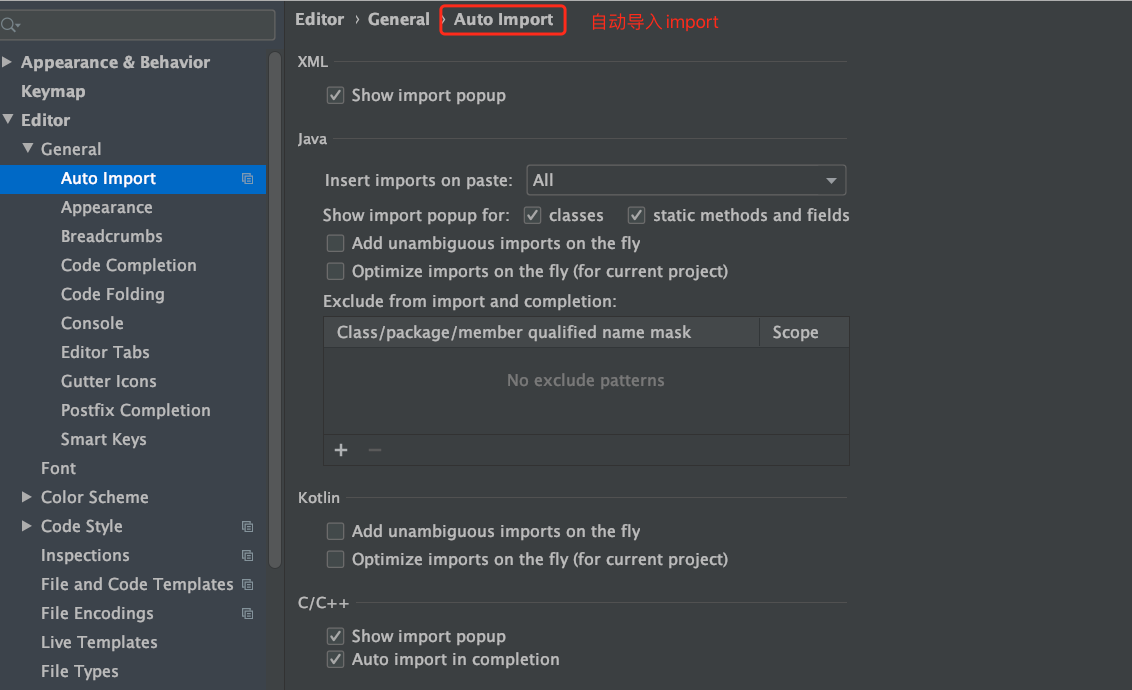 Editor › General › Auto Import 自动导入 import
Appearance & Behavior
Keymap
Editor
General
Auto Import
Appearance
Breadcrumbs
Code Completion
Code Folding
Console
Editor Tabs
Gutter Icons
Postfix Completion
Smart Keys
Font
Color Scheme
Code Style
Inspections
File and Code Templates
File Encodings
Live Templates
File Types
XML
Show import popup
Java
Insert imports on paste: All
Show import popup for: classes static methods and fields
Add unambiguous imports on the fly
Optimize imports on the fly (for current project)
Exclude from import and completion:
Class/package/member qualified name mask Scope
No exclude patterns
Kotlin
Add unambiguous imports on the fly
Optimize imports on the fly (for current project)
C/C++
Show import popup
Auto import in completion